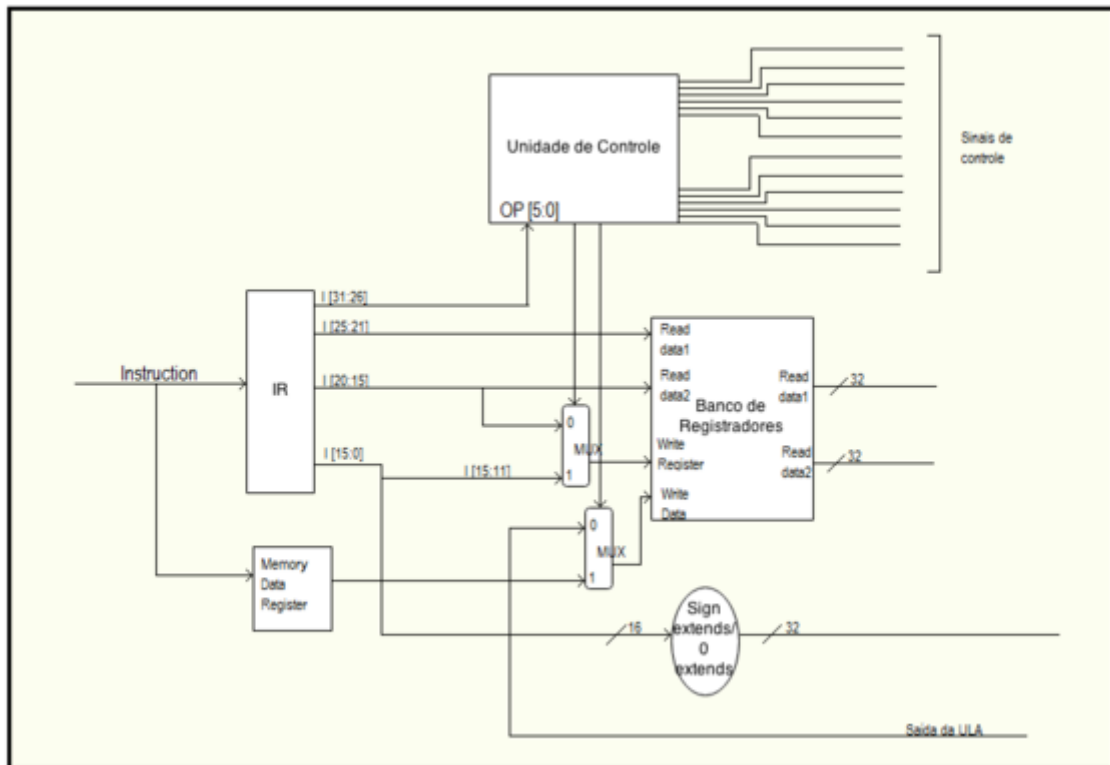 Unidade de Controle
OP [5:0]
Sinais de
controle
I [31:26]
I [25:21]
Instruction
IR
I [20:15]
I [15:0]
I [15:11]
0
MUX
1
Read
data1
Read
data2
Banco de
Registradores
Write
Register
Write
Data
Read
data1
32
Read
data2
32
0
MUX
1
Memory
Data
Register
16
Sign
extends/
0
extends
32
Saída da ULA